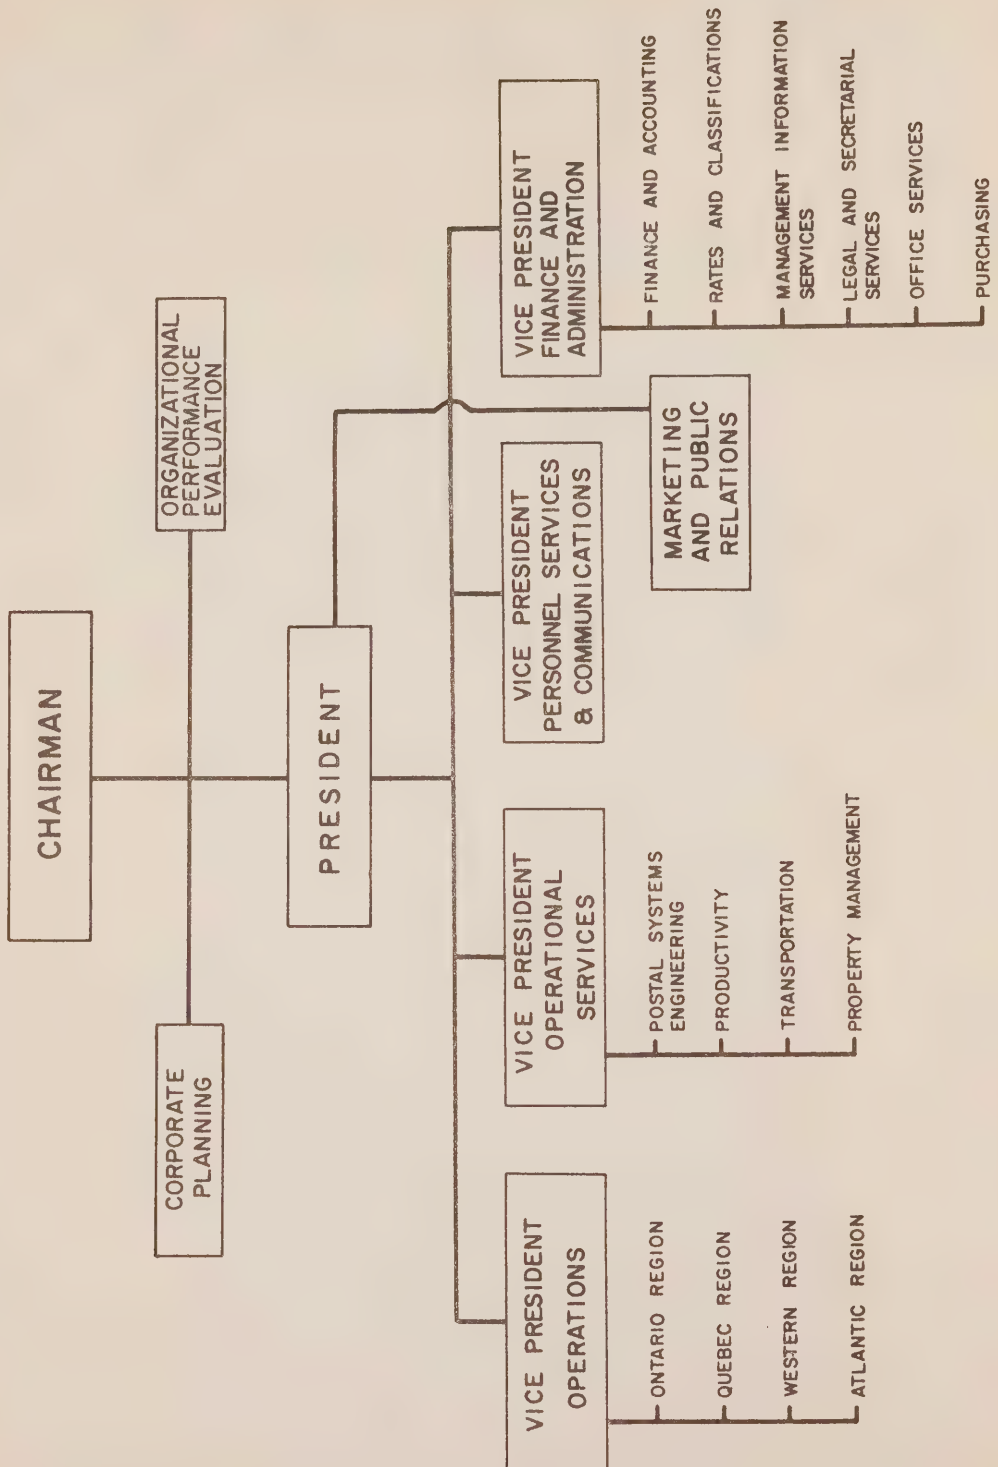 CHAIRMAN
CORPORATE
PLANNING
ORGANIZATIONAL
PERFORMANCE
EVALUATION
PRESIDENT
VICE PRESIDENT
OPERATIONS
ONTARIO REGION
QUEBEC REGION
WESTERN REGION
ATLANTIC REGION
VICE PRESIDENT
OPERATIONAL
SERVICES
POSTAL SYSTEMS
ENGINEERING
PRODUCTIVITY
TRANSPORTATION
PROPERTY MANAGEMENT
VICE PRESIDENT
PERSONNEL SERVICES
& COMMUNICATIONS
MARKETING
AND PUBLIC
RELATIONS
VICE PRESIDENT
FINANCE AND
ADMINISTRATION
FINANCE AND ACCOUNTING
RATES AND CLASSIFICATIONS
MANAGEMENT INFORMATION
SERVICES
LEGAL AND SECRETARIAL
SERVICES
OFFICE SERVICES
PURCHASING